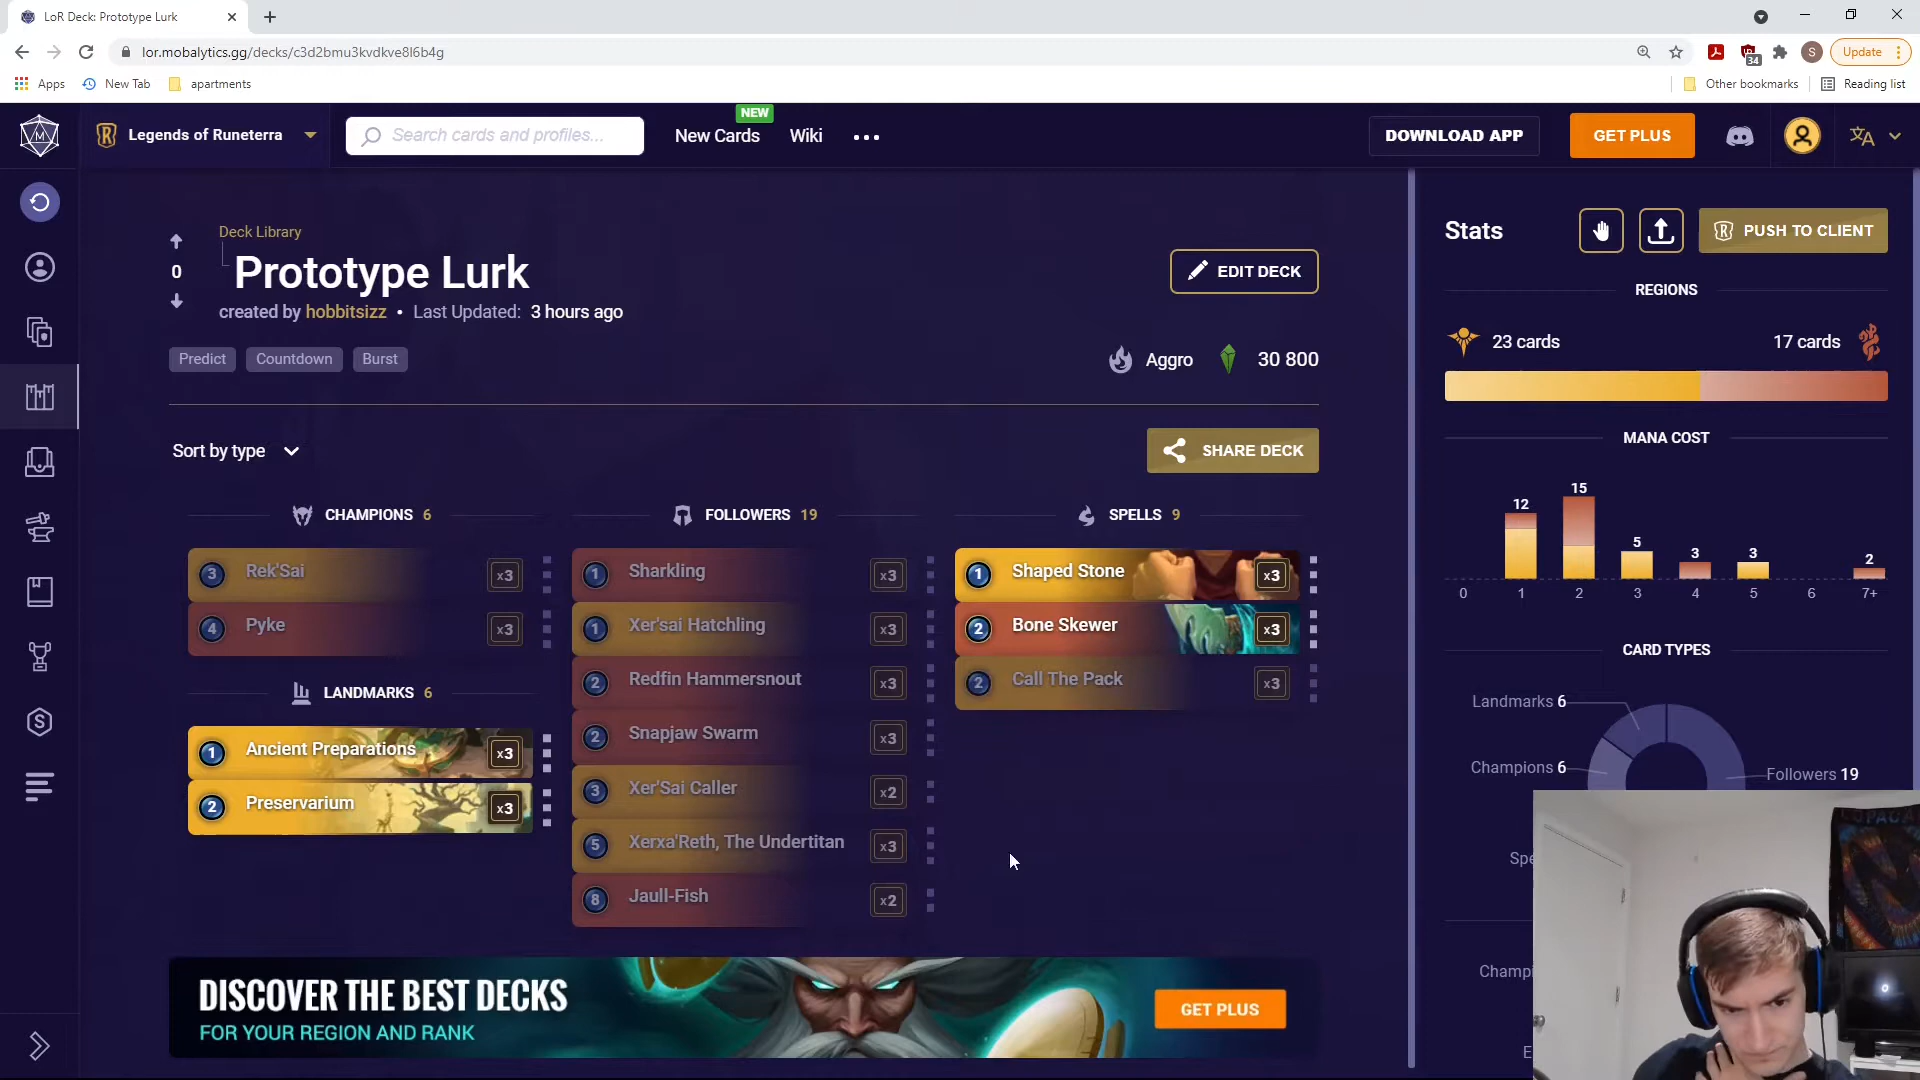 LoR Deck: Prototype Lurk
lor.mobalytics.gg/decks/c3d2bmu3kvdkve8l6b4g
34
S
Update
Apps
New Tab
apartments
Other bookmarks
Reading list
M
Legends of Runeterra
Search cards and profiles...
NEW
New Cards
Wiki
DOWNLOAD APP
GET PLUS
Deck Library
0
Prototype Lurk
created by hobbitsizz • Last Updated: 3 hours ago
EDIT DECK
Predict
Countdown
Burst
Aggro
30 800
Sort by type
SHARE DECK
CHAMPIONS 6
3 Rek'Sai x3
4 Pyke x3
LANDMARKS 6
1 Ancient Preparations x3
2 Preservarium x3
FOLLOWERS 19
1 Sharkling x3
1 Xer'sai Hatchling x3
2 Redfin Hammersnout x3
2 Snapjaw Swarm x3
3 Xer'Sai Caller x2
5 Xerxa'Reth, The Undertitan x3
8 Jaull-Fish x2
SPELLS 9
1 Shaped Stone x3
2 Bone Skewer x3
2 Call The Pack x3
DISCOVER THE BEST DECKS
FOR YOUR REGION AND RANK
GET PLUS
Stats
PUSH TO CLIENT
REGIONS
23 cards
17 cards
MANA COST
12 15 5 3 3 2
0 1 2 3 4 5 6 7+
CARD TYPES
Landmarks 6
Champions 6
Followers 19
Spe
Champi
E